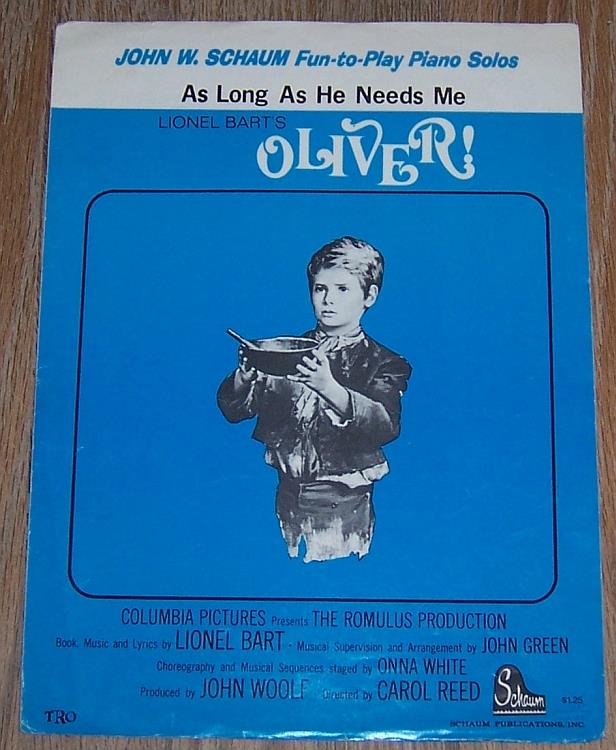 JOHN W. SCHAUM Fun-to-Play Piano Solos
As Long As He Needs Me
LIONEL BART'S
OLIVER!
COLUMBIA PICTURES Presents THE ROMULUS PRODUCTION
Book, Music and Lyrics by LIONEL BART · Musical Supervision and Arrangement by JOHN GREEN
Choreography and Musical Sequences staged by ONNA WHITE
Produced by JOHN WOOLF · Directed by CAROL REED
Schaum
$1.25
TRO
SCHAUM PUBLICATIONS, INC.